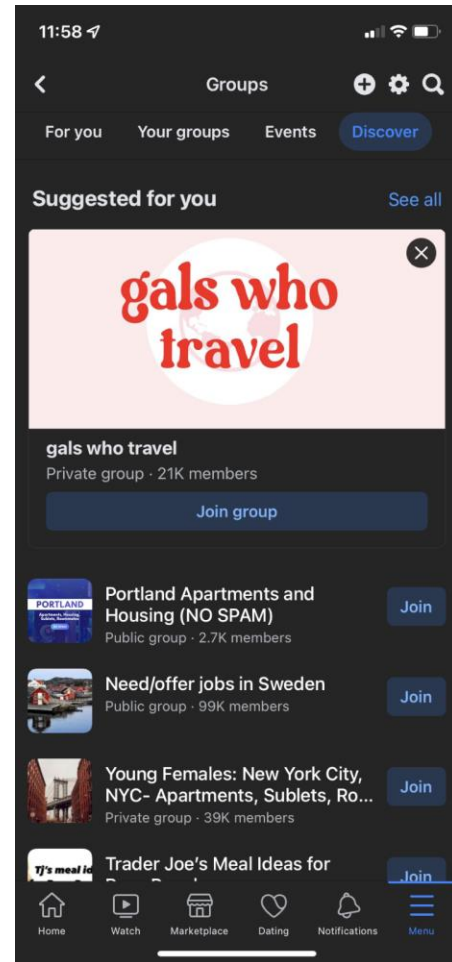 11:58
Groups
For you Your groups Events Discover
Suggested for you See all
gals who
travel
gals who travel
Private group · 21K members
Join group
PORTLAND
Portland Apartments and
Housing (NO SPAM)
Public group · 2.7K members
Join
Need/offer jobs in Sweden
Public group · 99K members
Join
Young Females: New York City,
NYC- Apartments, Sublets, Ro...
Private group · 39K members
Join
Tj's meal id
Trader Joe's Meal Ideas for
Join
Home Watch Marketplace Dating Notifications Menu